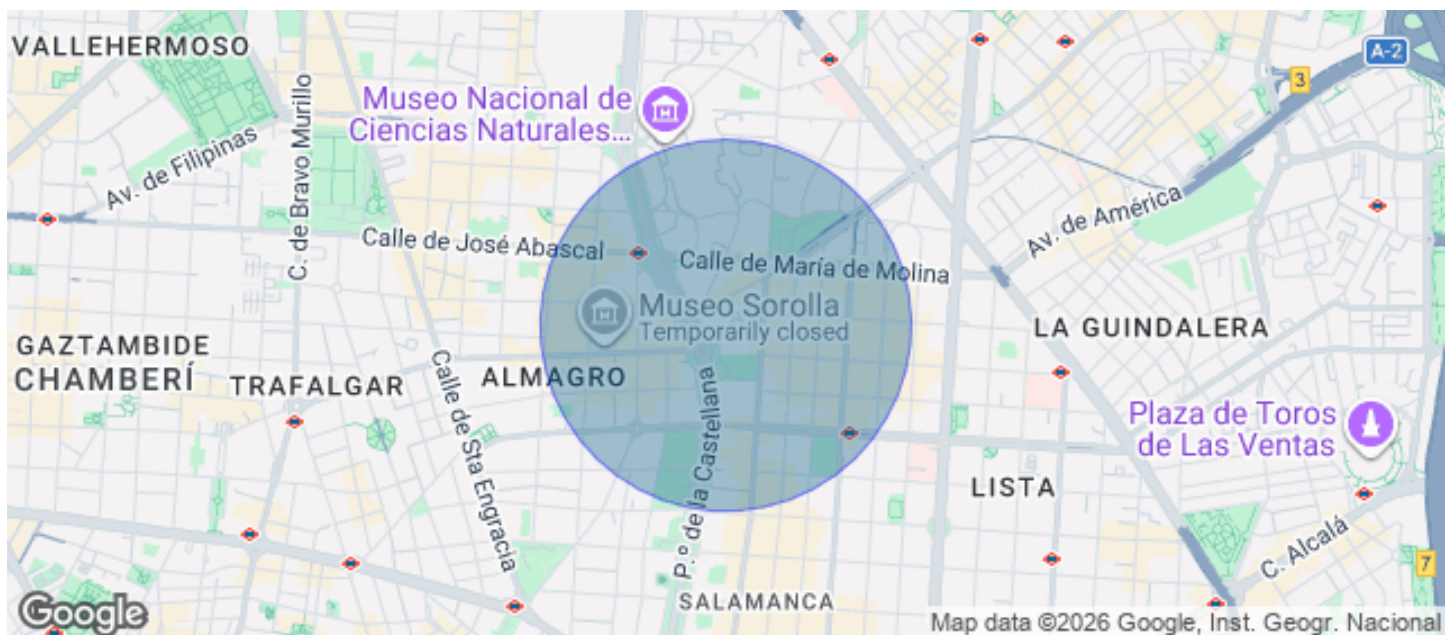 VALLEHERMOSO
A-2
3
Museo Nacional de
Ciencias Naturales...
Av. de Filipinas
C. de Bravo Murillo
Calle de José Abascal
Calle de María de Molina
Av. de América
Museo Sorolla
Temporarily closed
LA GUINDALERA
GAZTAMBIDE
CHAMBERÍ
TRAFALGAR
ALMAGRO
Calle de Sta Engracia
P.º de la Castellana
Plaza de Toros
de Las Ventas
LISTA
C. Alcalá
7
SALAMANCA
Google
Map data ©2026 Google, Inst. Geogr. Nacional